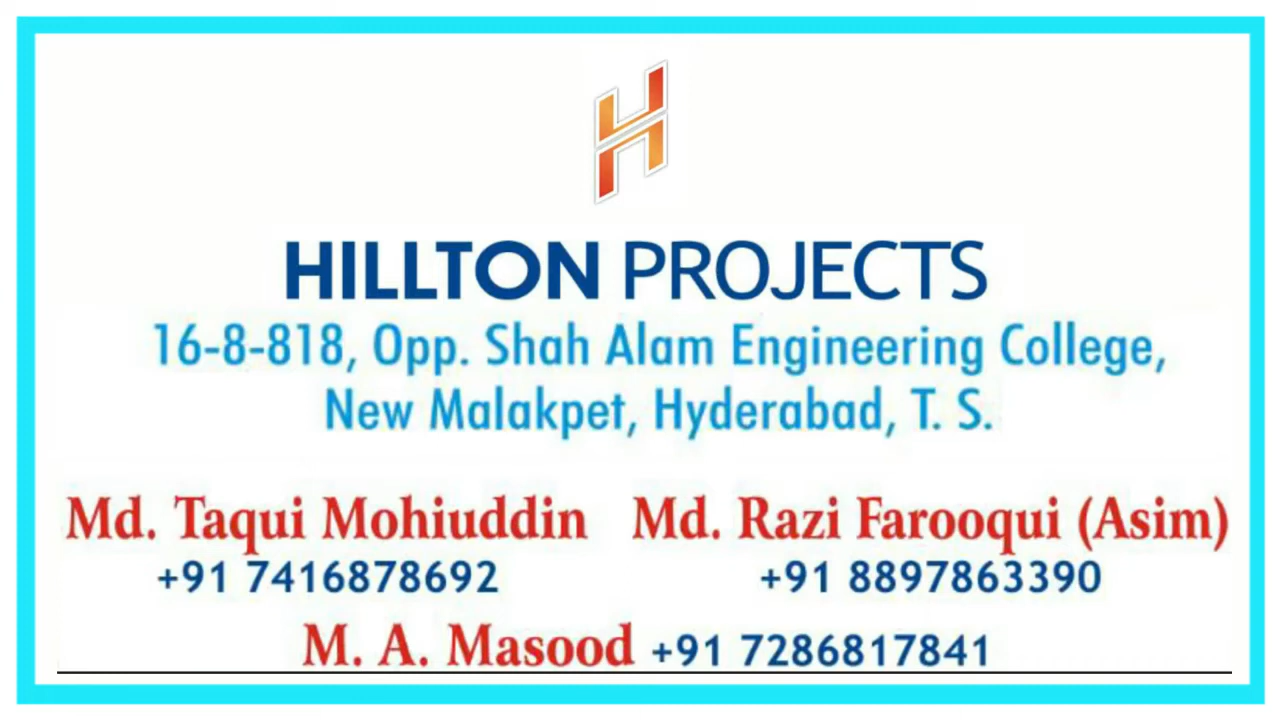 H
HILLTON PROJECTS
16-8-818, Opp. Shah Alam Engineering College,
New Malakpet, Hyderabad, T. S.
Md. Taqui Mohiuddin Md. Razi Farooqui (Asim)
+91 7416878692 +91 8897863390
M. A. Masood +91 7286817841